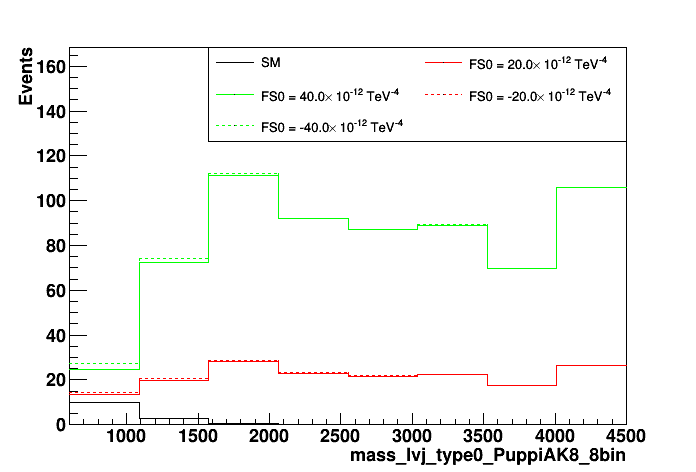 Events
160
140
120
100
80
60
40
20
0
SM
FS0 = 20.0× 10⁻¹² TeV⁻⁴
FS0 = 40.0× 10⁻¹² TeV⁻⁴
FS0 = -20.0× 10⁻¹² TeV⁻⁴
FS0 = -40.0× 10⁻¹² TeV⁻⁴
1000 1500 2000 2500 3000 3500 4000 4500
mass_lvj_type0_PuppiAK8_8bin